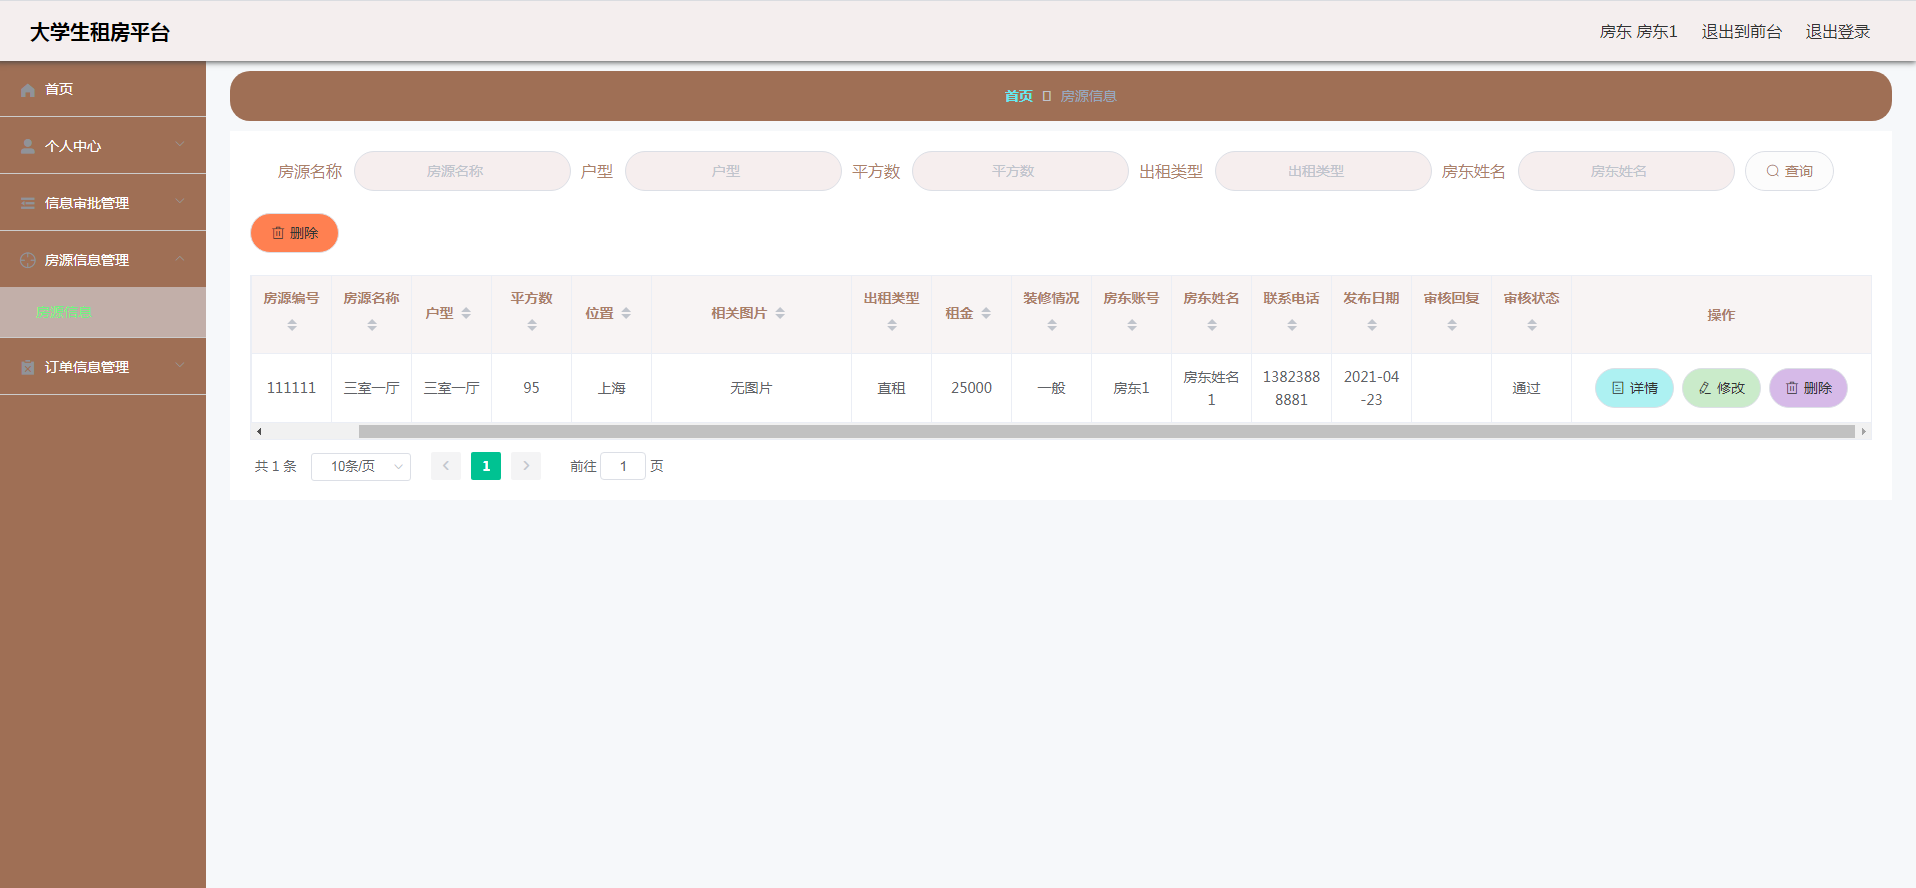 大学生租房平台
房东 房东1 退出到前台 退出登录
首页
个人中心
信息审批管理
房源信息管理
房源信息
订单信息管理
首页 房源信息
房源名称 房源名称 户型 户型 平方数 平方数 出租类型 出租类型 房东姓名 房东姓名 查询
删除
房源编号 房源名称 户型 平方数 位置 相关图片 出租类型 租金 装修情况 房东账号 房东姓名 联系电话 发布日期 审核回复 审核状态 操作
111111 三室一厅 三室一厅 95 上海 无图片 直租 25000 一般 房东1 房东姓名1 13823888881 2021-04-23 通过 详情 修改 删除
共 1 条 10条/页 1 前往 1 页